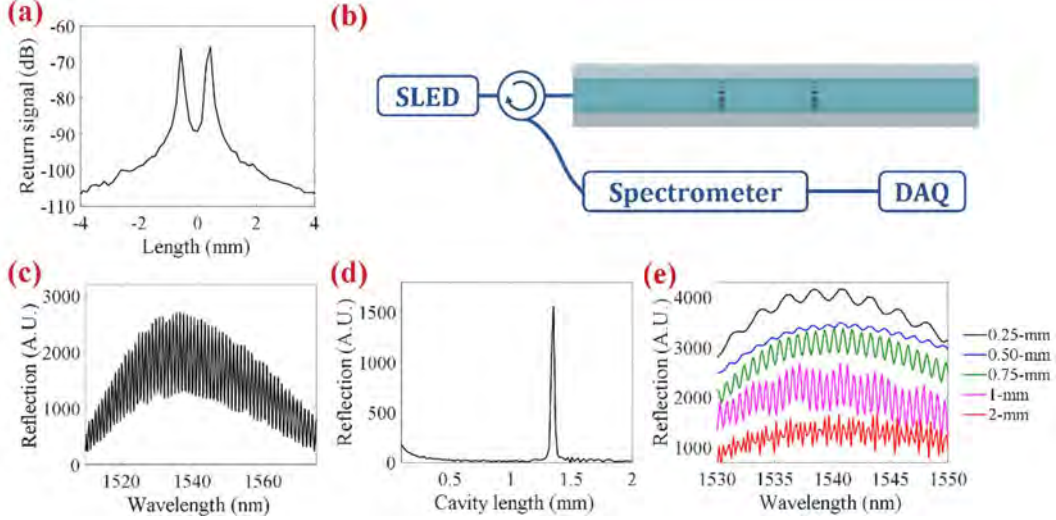 (a)
-60
-70
-80
-90
-100
-110
Return signal (dB)
-4
-2
0
2
4
Length (mm)
(b)
SLED
Spectrometer
DAQ
(c)
3000
2000
1000
0
Reflection (A.U.)
1520
1540
1560
Wavelength (nm)
(d)
1500
1000
500
0
Reflection (A.U.)
0.5
1
1.5
2
Cavity length (mm)
(e)
4000
3000
2000
1000
Reflection (A.U.)
1530
1535
1540
1545
1550
Wavelength (nm)
0.25-mm
0.50-mm
0.75-mm
1-mm
2-mm